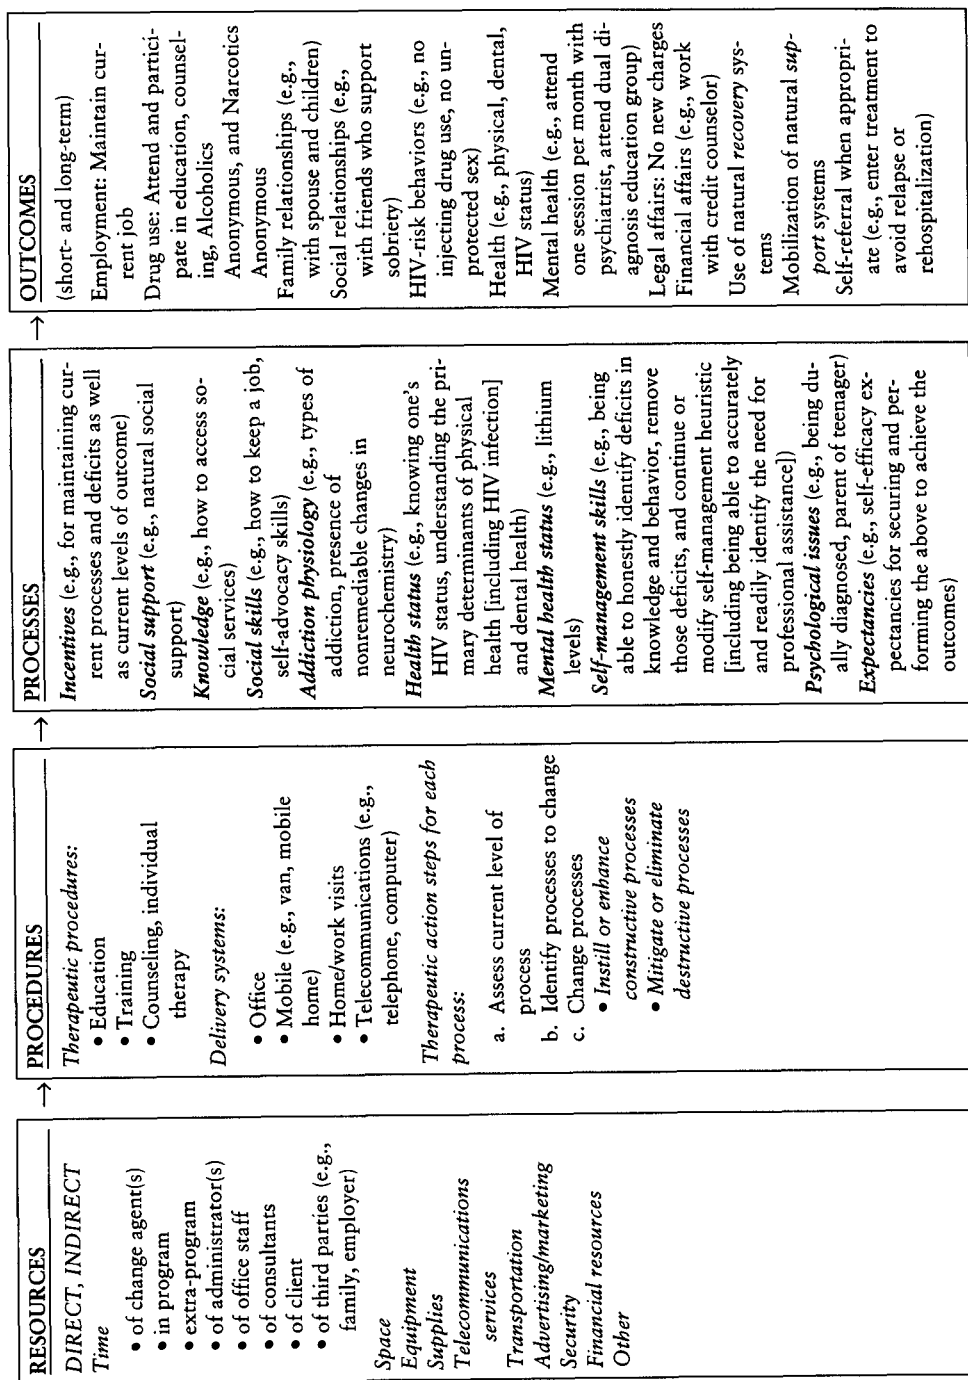 RESOURCES
DIRECT, INDIRECT
Time
• of change agent(s)
• in program
• extra-program
• of administrator(s)
• of office staff
• of consultants
• of client
• of third parties (e.g.,
family, employer)
Space
Equipment
Supplies
Telecommunications
services
Transportation
Advertising/marketing
Security
Financial resources
Other
→
PROCEDURES
Therapeutic procedures:
• Education
• Training
• Counseling, individual
therapy
Delivery systems:
• Office
• Mobile (e.g., van, mobile
home)
• Home/work visits
• Telecommunications (e.g.,
telephone, computer)
Therapeutic action steps for each
process:
a. Assess current level of
process
b. Identify processes to change
c. Change processes
• Instill or enhance
constructive processes
• Mitigate or eliminate
destructive processes
→
PROCESSES
Incentives (e.g., for maintaining cur-
rent processes and deficits as well
as current levels of outcome)
Social support (e.g., natural social
support)
Knowledge (e.g., how to access so-
cial services)
Social skills (e.g., how to keep a job,
self-advocacy skills)
Addiction physiology (e.g., types of
addiction, presence of
nonremediable changes in
neurochemistry)
Health status (e.g., knowing one's
HIV status, understanding the pri-
mary determinants of physical
health [including HIV infection]
and dental health)
Mental health status (e.g., lithium
levels)
Self-management skills (e.g., being
able to honestly identify deficits in
knowledge and behavior, remove
those deficits, and continue or
modify self-management heuristic
[including being able to accurately
and readily identify the need for
professional assistance])
Psychological issues (e.g., being du-
ally diagnosed, parent of teenager)
Expectancies (e.g., self-efficacy ex-
pectancies for securing and per-
forming the above to achieve the
outcomes)
→
OUTCOMES
(short- and long-term)
Employment: Maintain cur-
rent job
Drug use: Attend and partici-
pate in education, counsel-
ing, Alcoholics
Anonymous, and Narcotics
Anonymous
Family relationships (e.g.,
with spouse and children)
Social relationships (e.g.,
with friends who support
sobriety)
HIV-risk behaviors (e.g., no
injecting drug use, no un-
protected sex)
Health (e.g., physical, dental,
HIV status)
Mental health (e.g., attend
one session per month with
psychiatrist, attend dual di-
agnosis education group)
Legal affairs: No new charges
Financial affairs (e.g., work
with credit counselor)
Use of natural recovery sys-
tems
Mobilization of natural sup-
port systems
Self-referral when appropri-
ate (e.g., enter treatment to
avoid relapse or
rehospitalization)